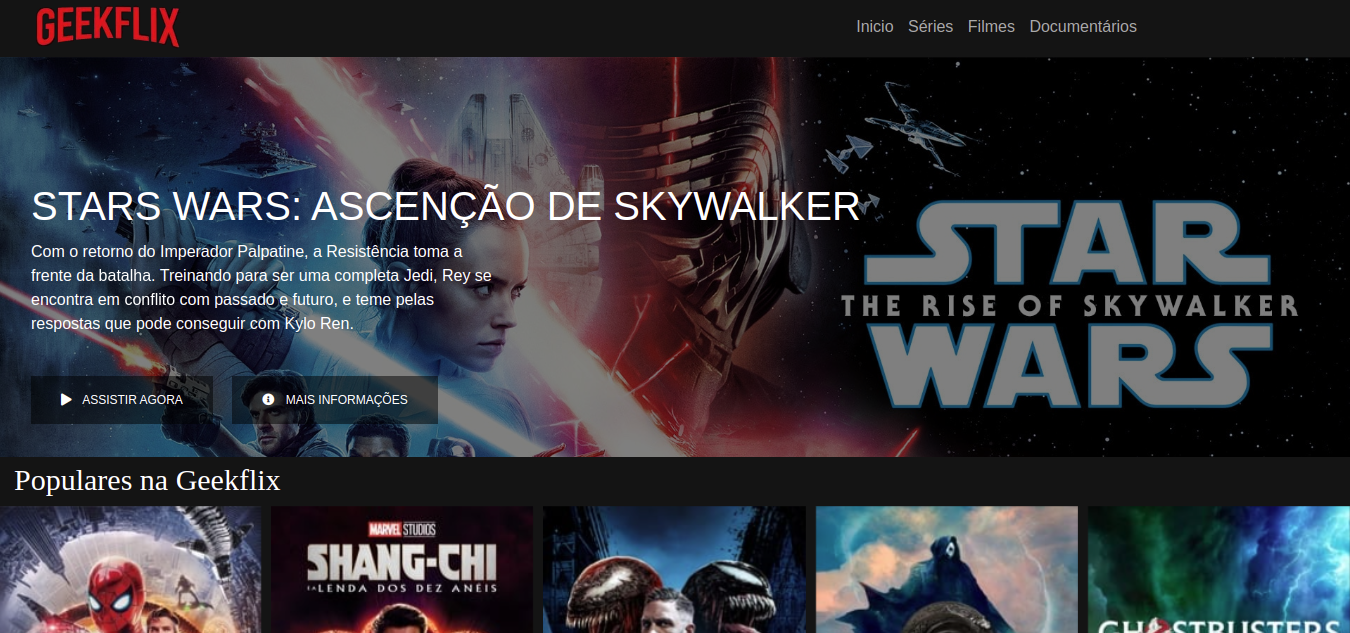 GEEKFLIX
Inicio Séries Filmes Documentários
STARS WARS: ASCENÇÃO DE SKYWALKER
Com o retorno do Imperador Palpatine, a Resistência toma a
frente da batalha. Treinando para ser uma completa Jedi, Rey se
encontra em conflito com passado e futuro, e teme pelas
respostas que pode conseguir com Kylo Ren.
ASSISTIR AGORA MAIS INFORMAÇÕES
STAR
THE RISE OF SKYWALKER
WARS
Populares na Geekflix
MARVEL STUDIOS
SHANG-CHI
E A LENDA DOS DEZ ANÉIS
GHOSTBUSTERS